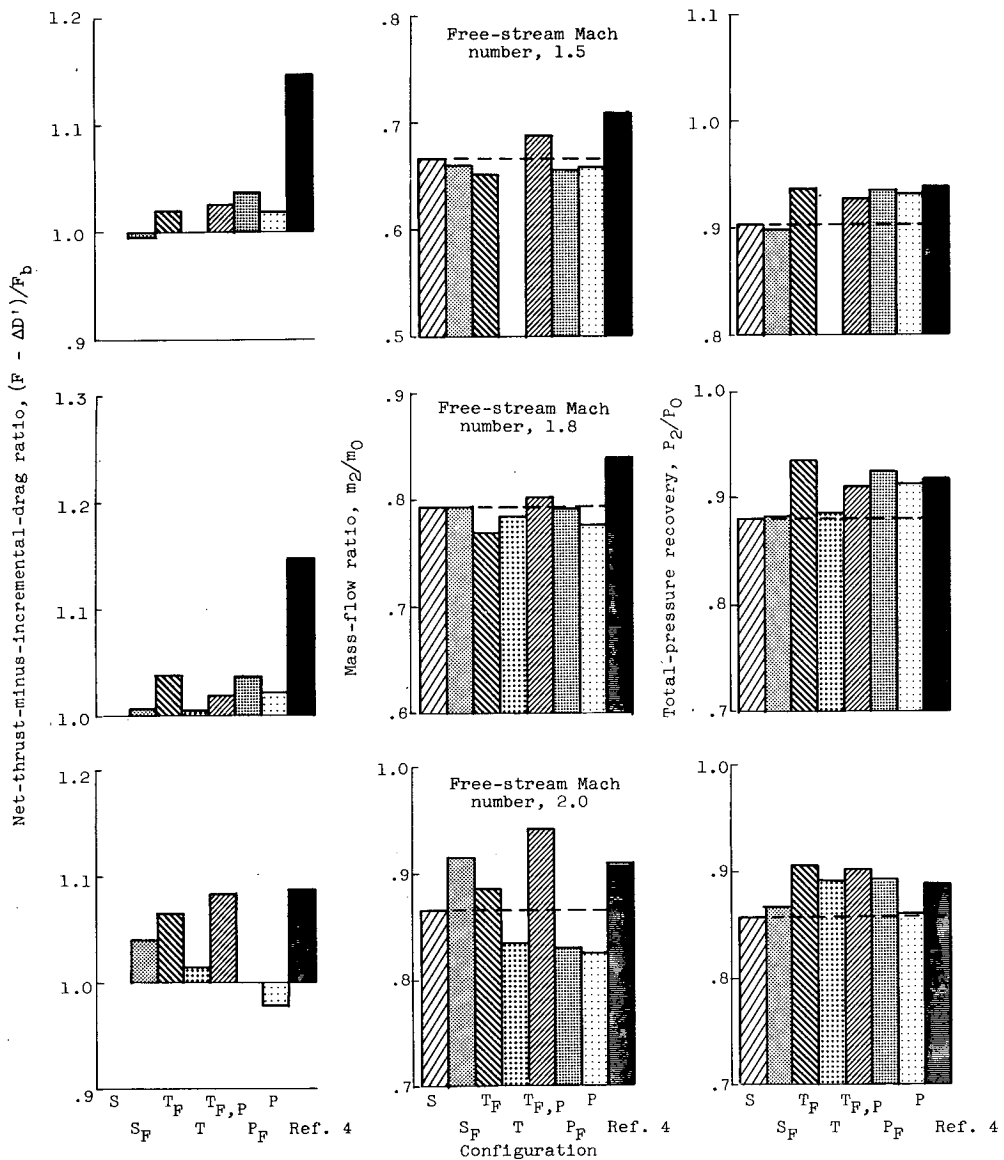 Net-thrust-minus-incremental-drag ratio, (F - ΔD')/F_b
1.2
1.1
1.0
.9
1.3
1.2
1.1
1.0
1.2
1.1
1.0
.9
S
S_F
T_F
T
T_F,P
P_F
P
Ref. 4
Mass-flow ratio, m_2/m_0
Free-stream Mach
number, 1.5
.8
.7
.6
.5
Free-stream Mach
number, 1.8
.9
.8
.7
.6
Free-stream Mach
number, 2.0
1.0
.9
.8
.7
S
S_F
T_F
T
T_F,P
P_F
P
Ref. 4
Configuration
Total-pressure recovery, P_2/P_0
1.1
1.0
.9
.8
1.0
.9
.8
.7
1.0
.9
.8
.7
S
S_F
T_F
T
T_F,P
P_F
P
Ref. 4